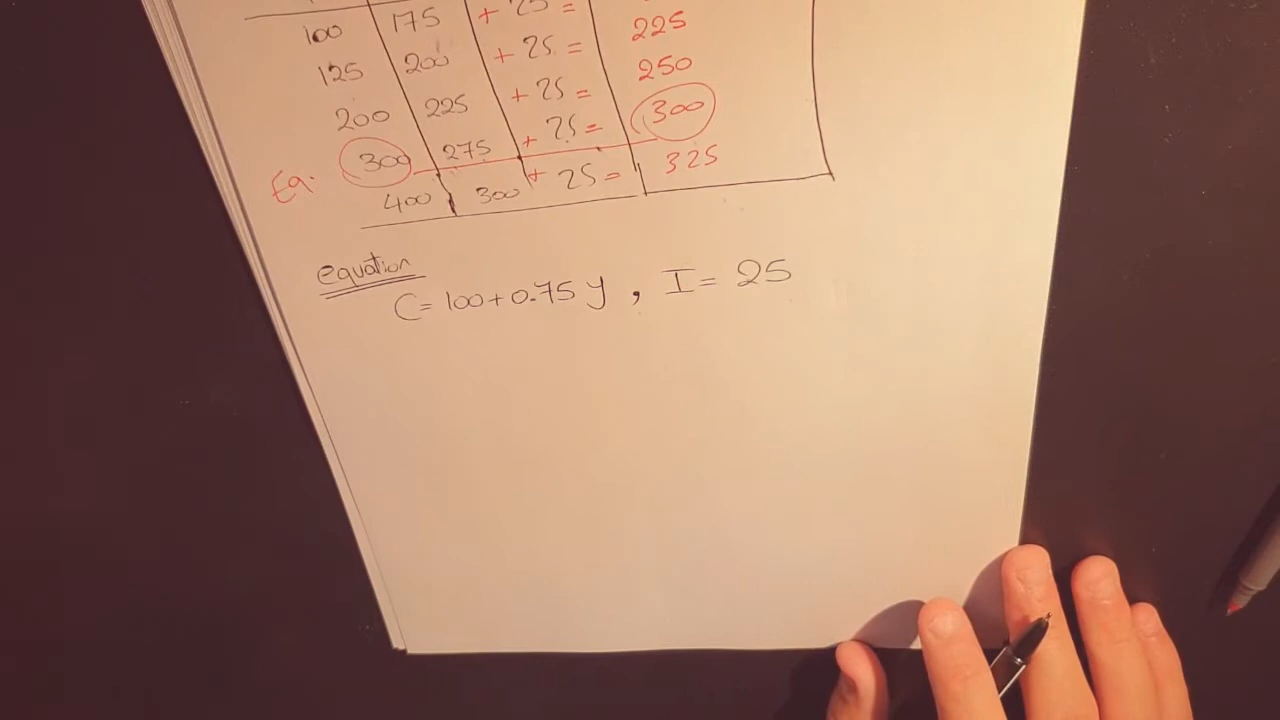 100 175 + 25 =
125 200 + 25 = 225
200 225 + 25 = 250
Eq. 300 275 + 25 = 300
400 300 + 25 = 325
equation
C= 100+0.75 y , I= 25